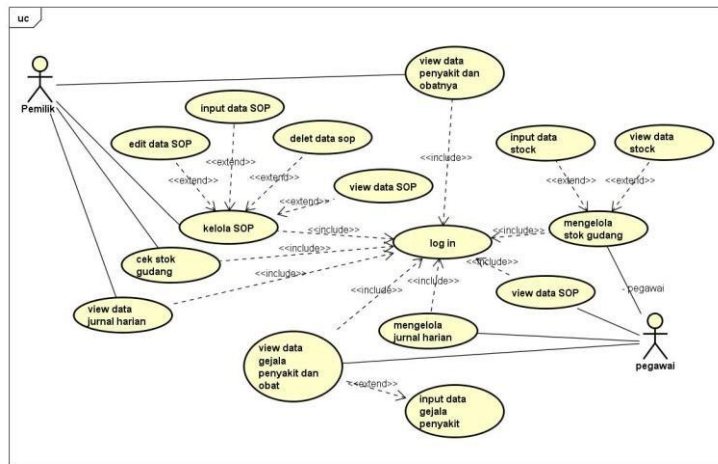 uc
view data
penyakit dan
obatnya
Pemilik
input data SOP
edit data SOP
delet data sop
input data
stock
view data
stock
<<extend>>
<<extend>>
<<extend>>
<<include>>
<<extend>>
<<extend>>
view data SOP
<<extend>>
kelola SOP
mengelola
stok gudang
<<include>>
<<include>>
log in
cek stok
gudang
<<include>>
<<include>>
<<include>>
view data
jurnal harian
<<include>>
<<include>>
view data SOP
- pegawai
mengelola
jurnal harian
view data
gejala
penyakit dan
obat
pegawai
<<extend>>
input data
gejala
penyakit